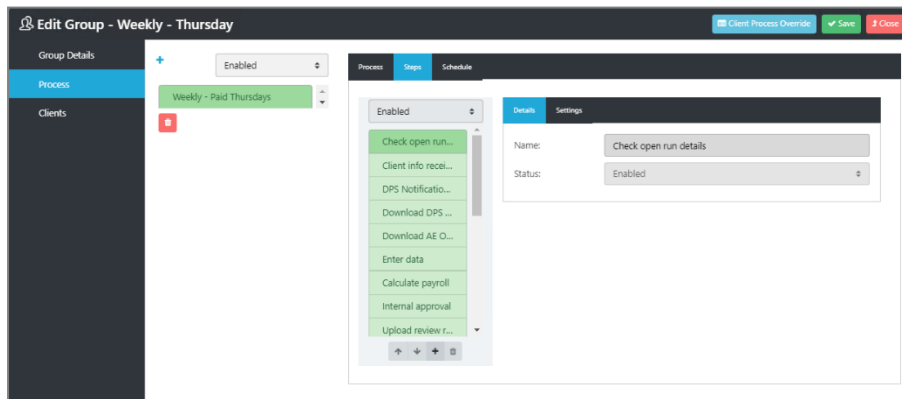 Edit Group - Weekly - Thursday
Client Process Override
Save
Close
Group Details
Process
Clients
Enabled
Weekly - Paid Thursdays
Process
Steps
Schedule
Enabled
Check open run...
Client info recei...
DPS Notificatio...
Download DPS ...
Download AE O...
Enter data
Calculate payroll
Internal approval
Upload review r...
Details
Settings
Name:
Check open run details
Status:
Enabled